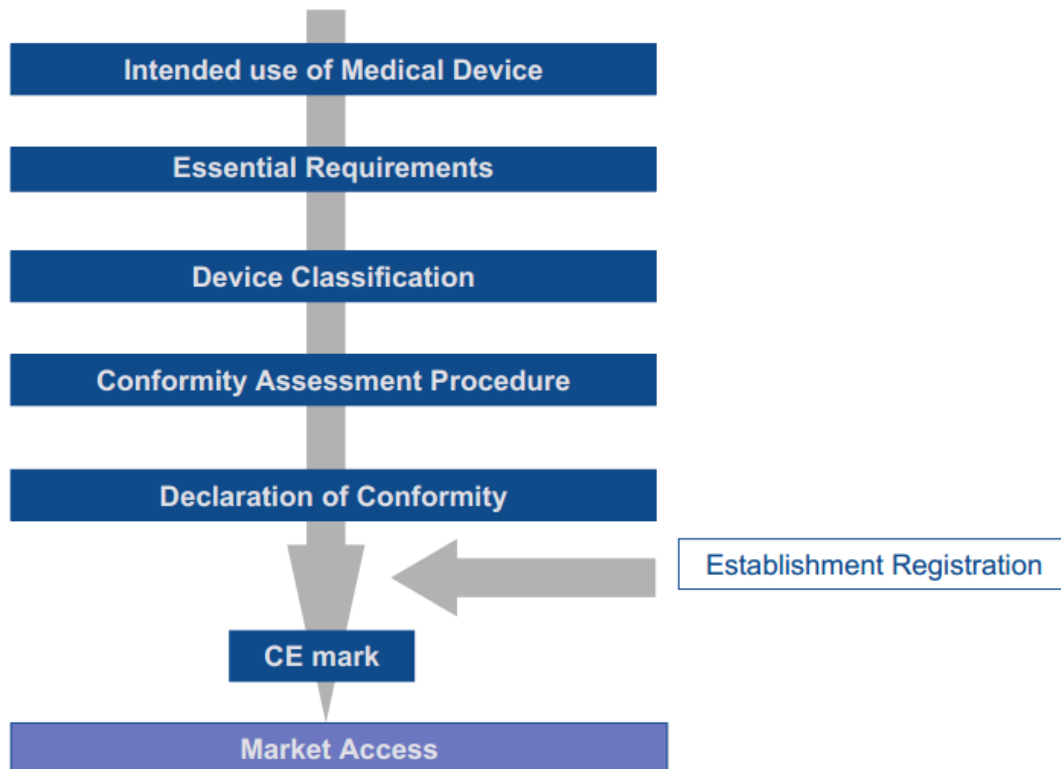 Intended use of Medical Device
Essential Requirements
Device Classification
Conformity Assessment Procedure
Declaration of Conformity
Establishment Registration
CE mark
Market Access